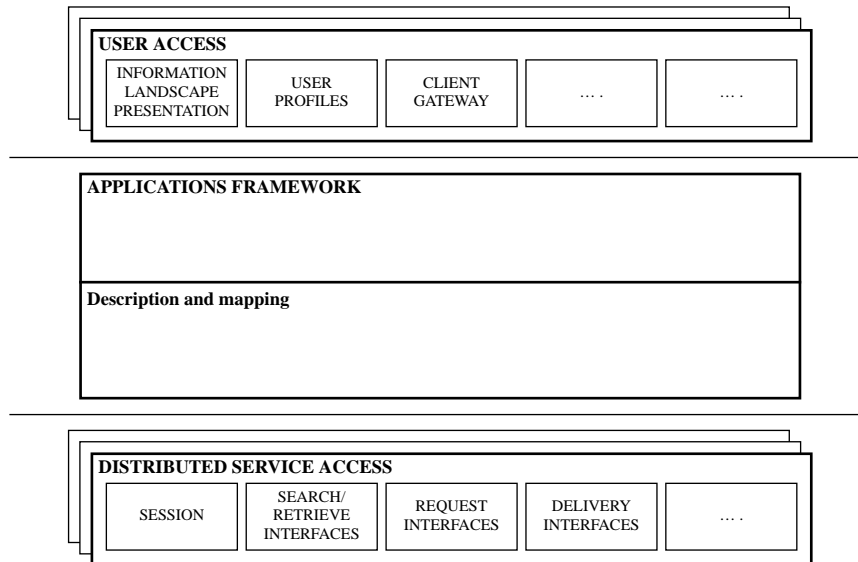 USER ACCESS
INFORMATION
LANDSCAPE
PRESENTATION
USER
PROFILES
CLIENT
GATEWAY
… .
… .
APPLICATIONS FRAMEWORK
Description and mapping
DISTRIBUTED SERVICE ACCESS
SESSION
SEARCH/
RETRIEVE
INTERFACES
REQUEST
INTERFACES
DELIVERY
INTERFACES
… .